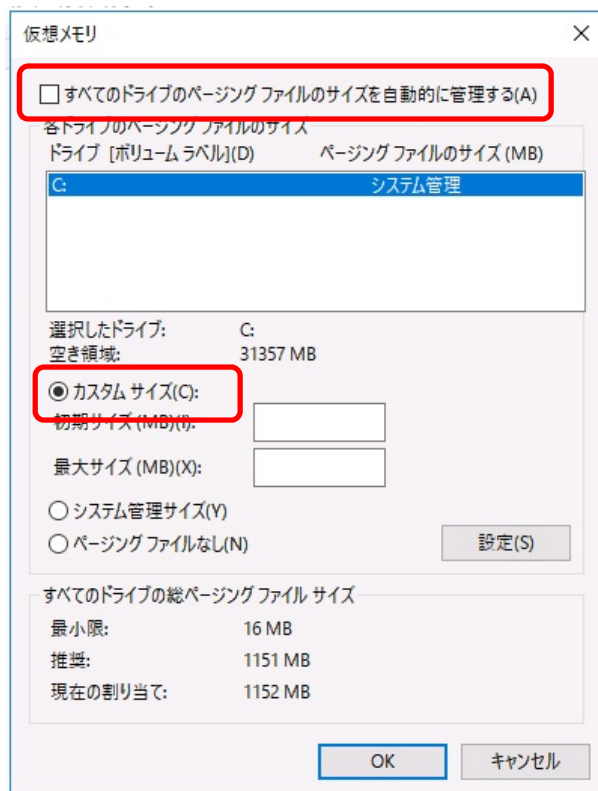 仮想メモリ
すべてのドライブのページング ファイルのサイズを自動的に管理する(A)
各ドライブのページング ファイルのサイズ
ドライブ [ボリューム ラベル](D) ページング ファイルのサイズ (MB)
C: システム管理
選択したドライブ: C:
空き領域: 31357 MB
カスタム サイズ(C):
初期サイズ (MB)(I):
最大サイズ (MB)(X):
システム管理サイズ(Y)
ページング ファイルなし(N) 設定(S)
すべてのドライブの総ページング ファイル サイズ
最小限: 16 MB
推奨: 1151 MB
現在の割り当て: 1152 MB
OK キャンセル